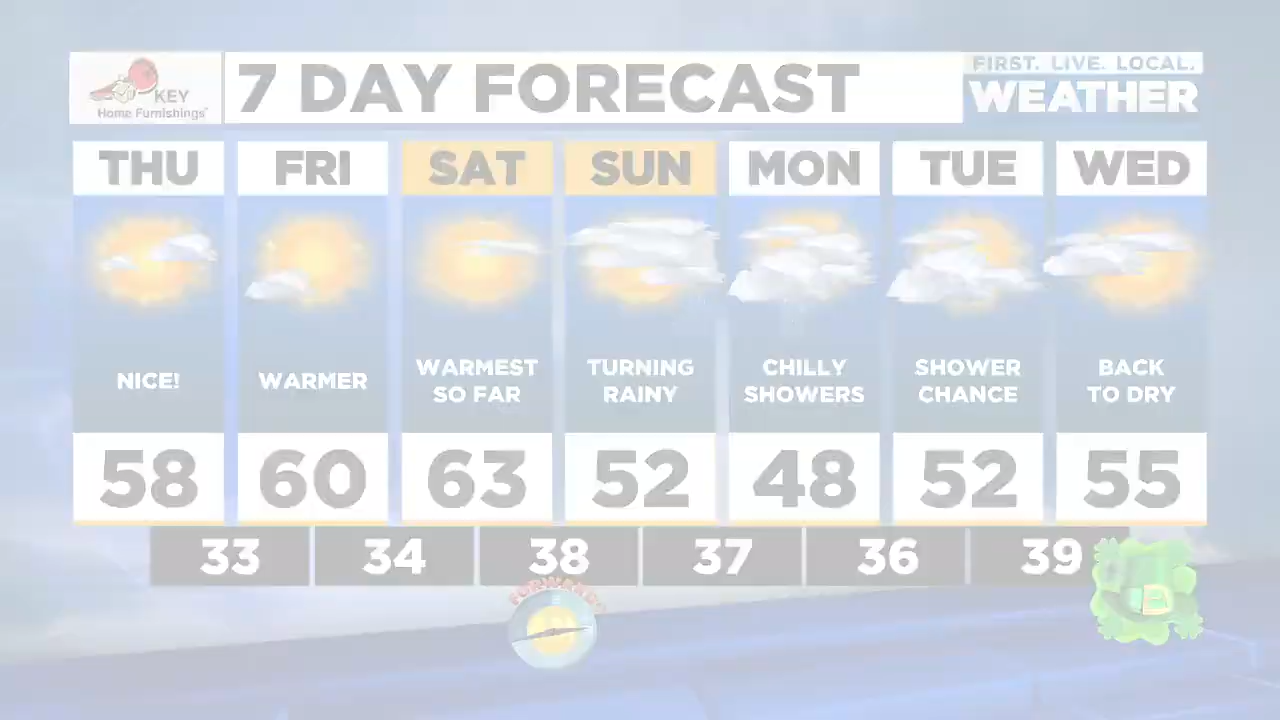 KEY
Home Furnishings
7 DAY FORECAST
FIRST. LIVE. LOCAL.
WEATHER
THU FRI SAT SUN MON TUE WED
NICE! WARMER WARMEST SO FAR TURNING RAINY CHILLY SHOWERS SHOWER CHANCE BACK TO DRY
58 60 63 52 48 52 55
33 34 38 37 36 39
FORWARD!